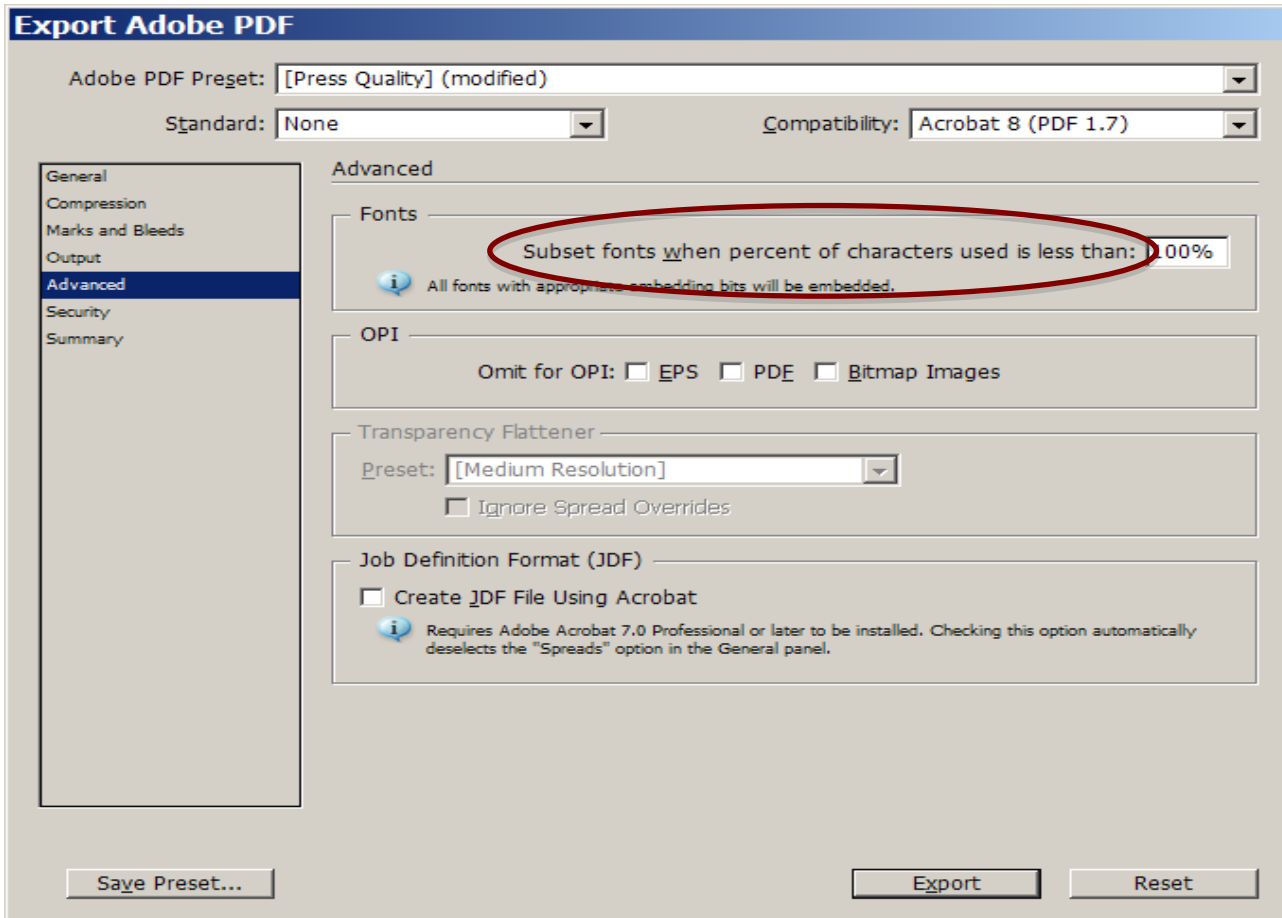 Export Adobe PDF
Adobe PDF Preset: [Press Quality] (modified)
Standard: None Compatibility: Acrobat 8 (PDF 1.7)
General
Compression
Marks and Bleeds
Output
Advanced
Security
Summary
Advanced
Fonts
Subset fonts when percent of characters used is less than: 100%
All fonts with appropriate embedding bits will be embedded.
OPI
Omit for OPI: EPS PDF Bitmap Images
Transparency Flattener
Preset: [Medium Resolution]
Ignore Spread Overrides
Job Definition Format (JDF)
Create JDF File Using Acrobat
Requires Adobe Acrobat 7.0 Professional or later to be installed. Checking this option automatically
deselects the "Spreads" option in the General panel.
Save Preset... Export Reset